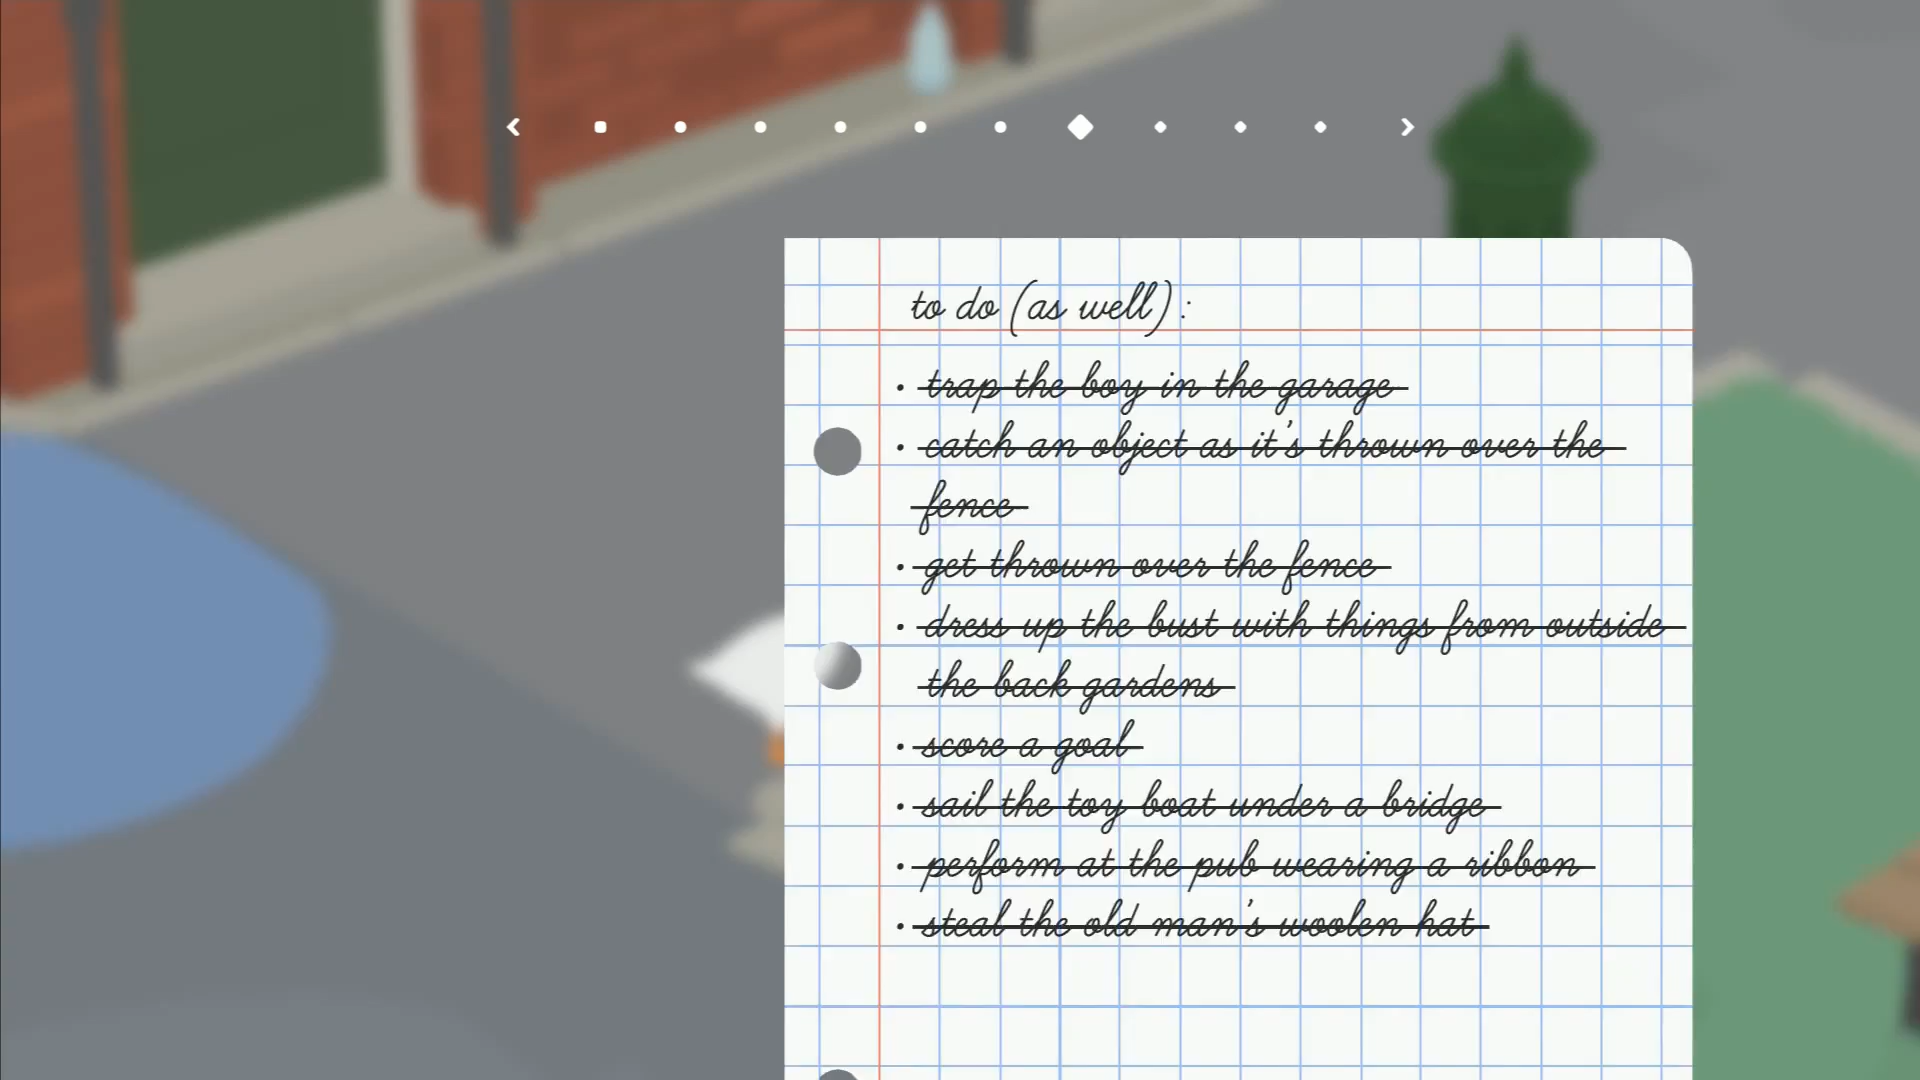 to do (as well):
• trap the boy in the garage
• catch an object as it's thrown over the
fence
• get thrown over the fence
• dress up the bust with things from outside
the back gardens
• score a goal
• sail the toy boat under a bridge
• perform at the pub wearing a ribbon
• steal the old man's woolen hat